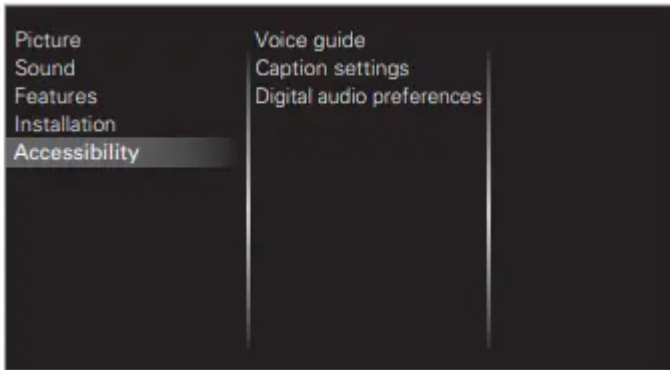 Picture
Sound
Features
Installation
Accessibility
Voice guide
Caption settings
Digital audio preferences